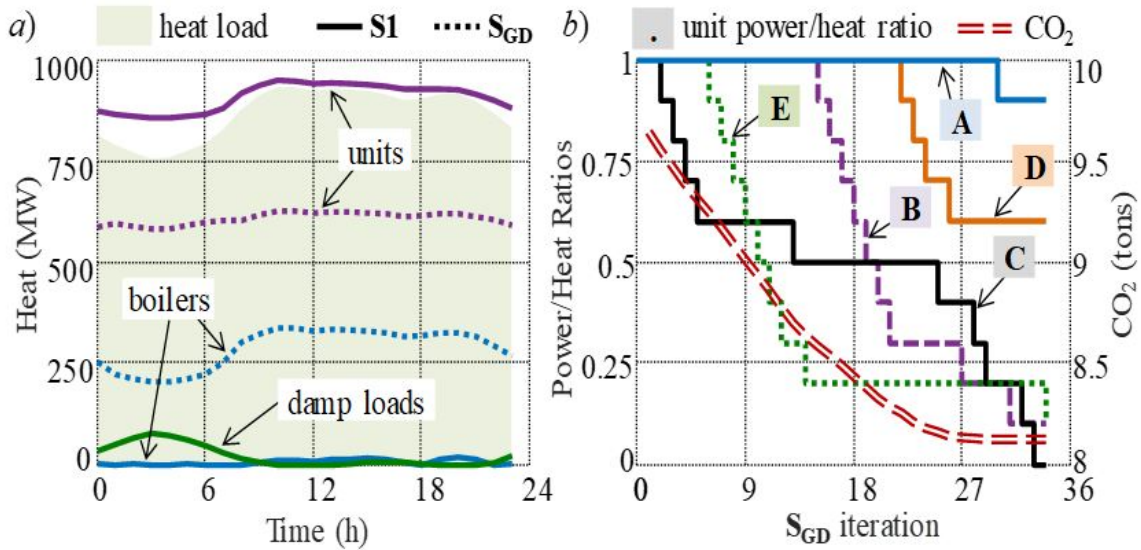 a) heat load S1 S_GD
1000
750
500
250
0
Heat (MW)
units
boilers
damp loads
0 6 12 18 24
Time (h)
b) . unit power/heat ratio CO₂
1
0.75
0.5
0.25
0
Power/Heat Ratios
E
A
B
D
C
10
9.5
9
8.5
8
CO₂ (tons)
0 9 18 27 36
S_GD iteration